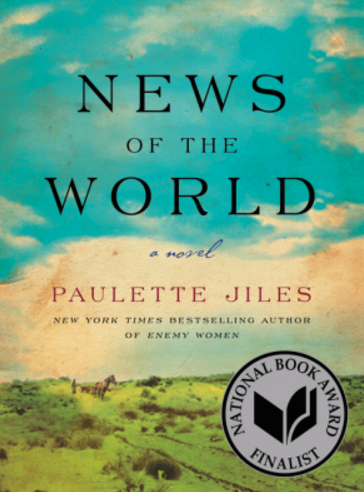 NEWS
OF THE
WORLD
a novel
PAULETTE JILES
NEW YORK TIMES BESTSELLING AUTHOR
OF ENEMY WOMEN
NATIONAL BOOK AWARD
FINALIST